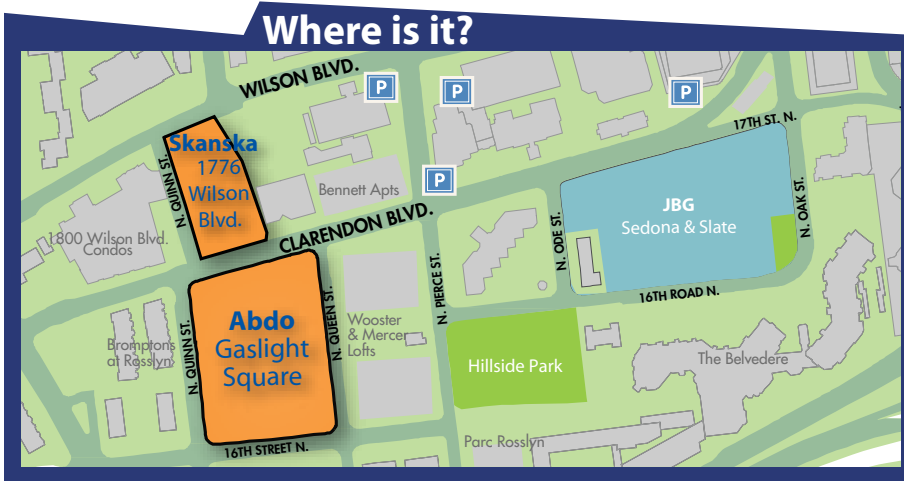 Where is it?
WILSON BLVD.
P
P
P
17TH ST. N.
Skanska
1776
Wilson
Blvd.
N. QUINN ST.
Bennett Apts
P
CLARENDON BLVD.
JBG
Sedona & Slate
N. OAK ST.
N. ODE ST.
1800 Wilson Blvd.
Condos
16TH ROAD N.
N. PIERCE ST.
N. QUEEN ST.
Abdo
Gaslight
Square
N. QUINN ST.
Bromptons
at Rosslyn
Wooster
& Mercer
Lofts
Hillside Park
The Belvedere
16TH STREET N.
Parc Rosslyn